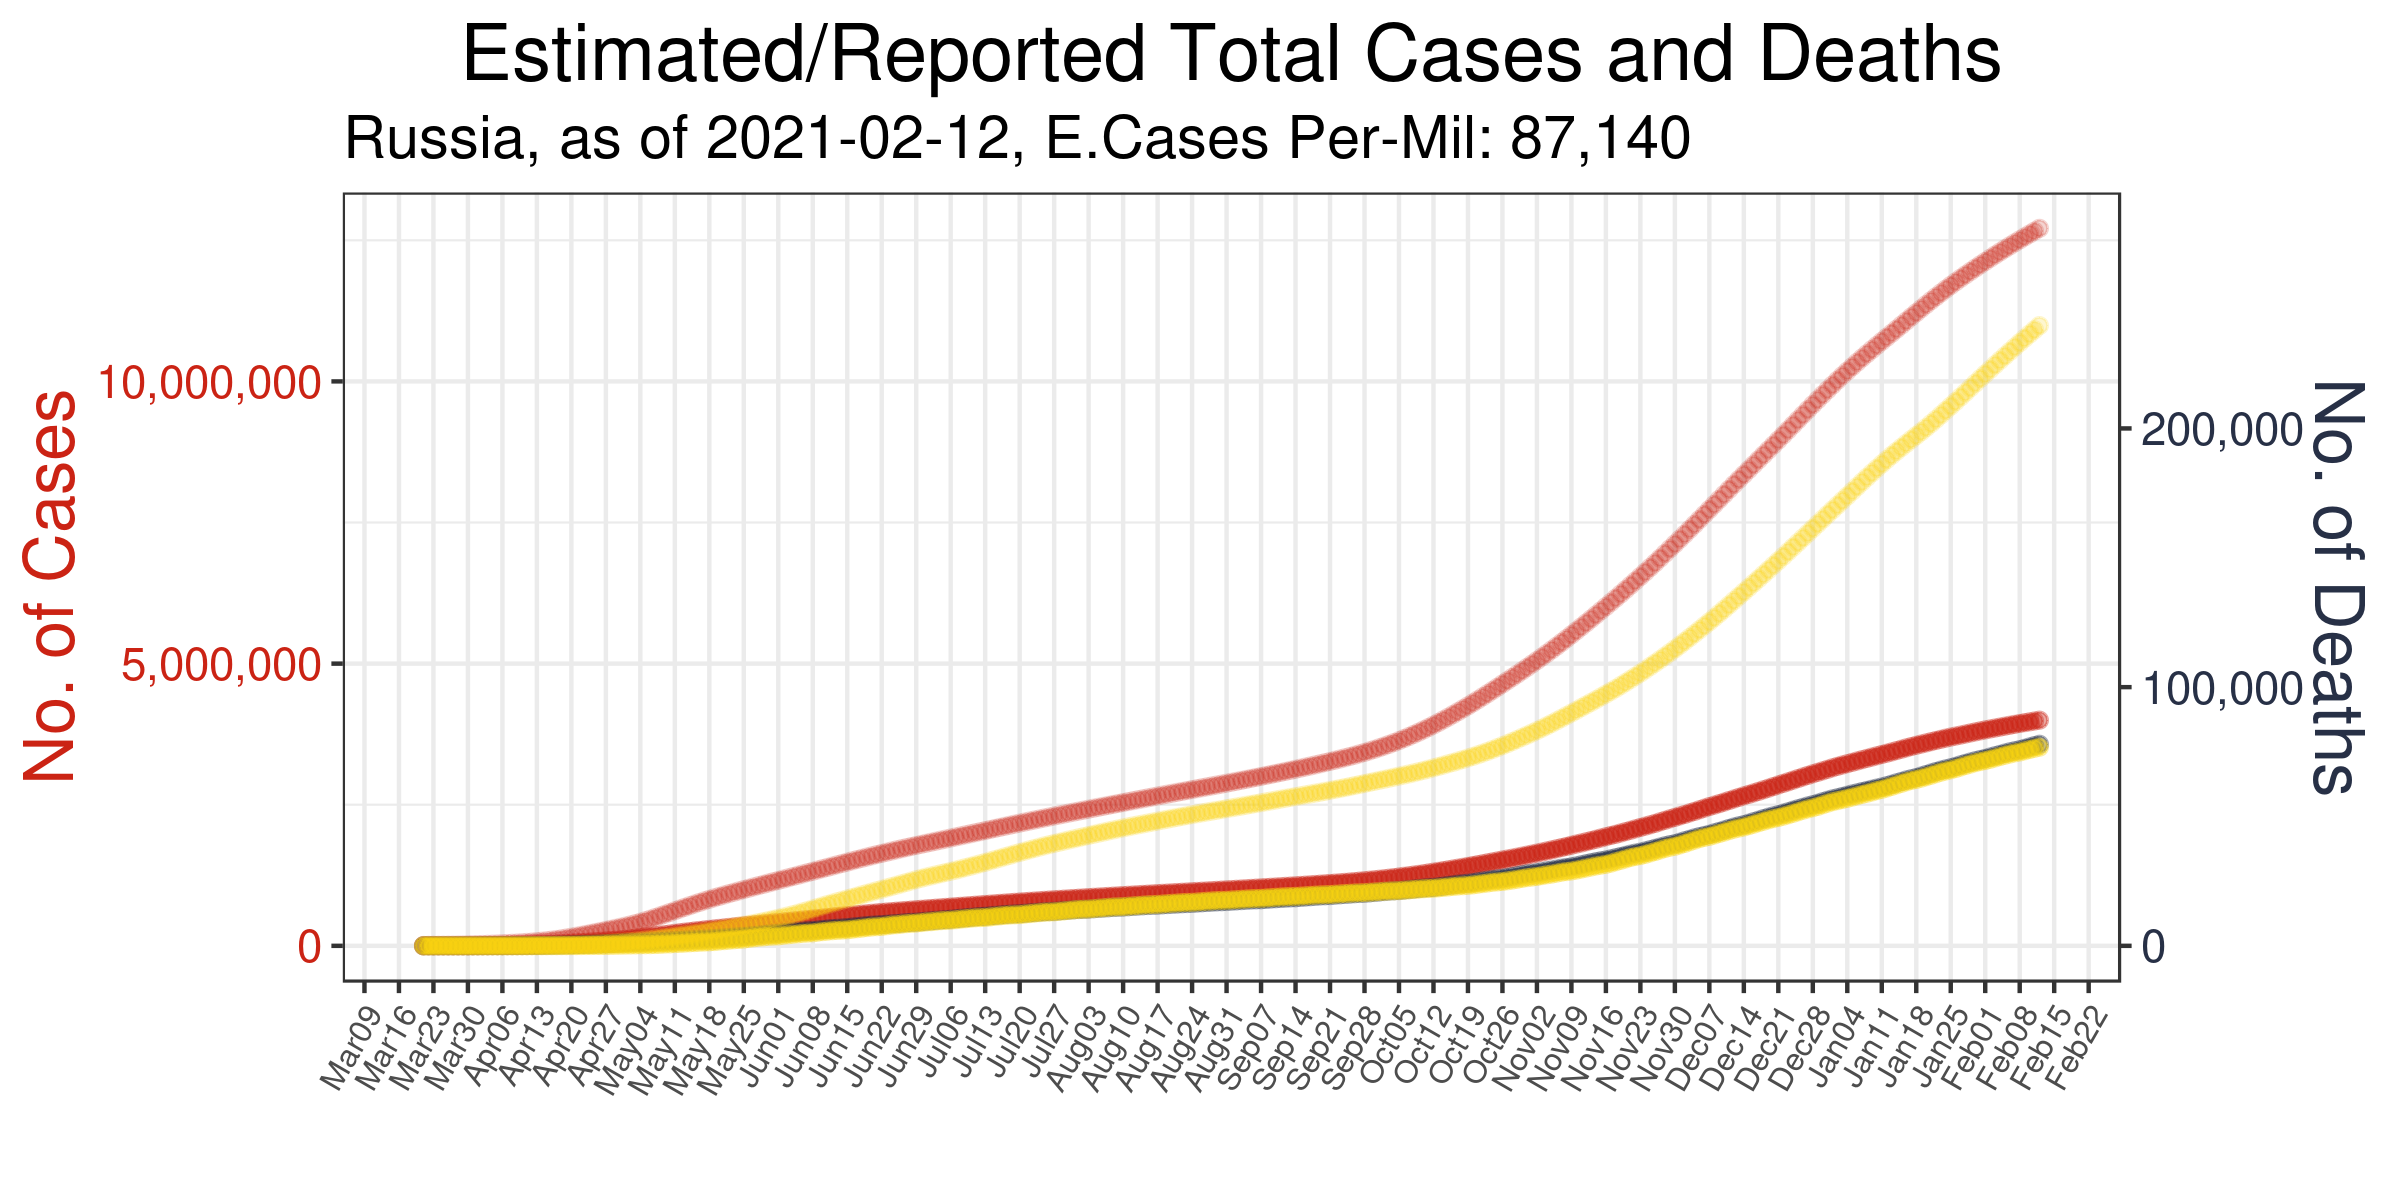 Estimated/Reported Total Cases and Deaths
Russia, as of 2021-02-12, E.Cases Per-Mil: 87,140
No. of Cases
10,000,000
5,000,000
0
200,000
100,000
0
No. of Deaths
Mar09
Mar16
Mar23
Mar30
Apr06
Apr13
Apr20
Apr27
May04
May11
May18
May25
Jun01
Jun08
Jun15
Jun22
Jun29
Jul06
Jul13
Jul20
Jul27
Aug03
Aug10
Aug17
Aug24
Aug31
Sep07
Sep14
Sep21
Sep28
Oct05
Oct12
Oct19
Oct26
Nov02
Nov09
Nov16
Nov23
Nov30
Dec07
Dec14
Dec21
Dec28
Jan04
Jan11
Jan18
Jan25
Feb01
Feb08
Feb15
Feb22